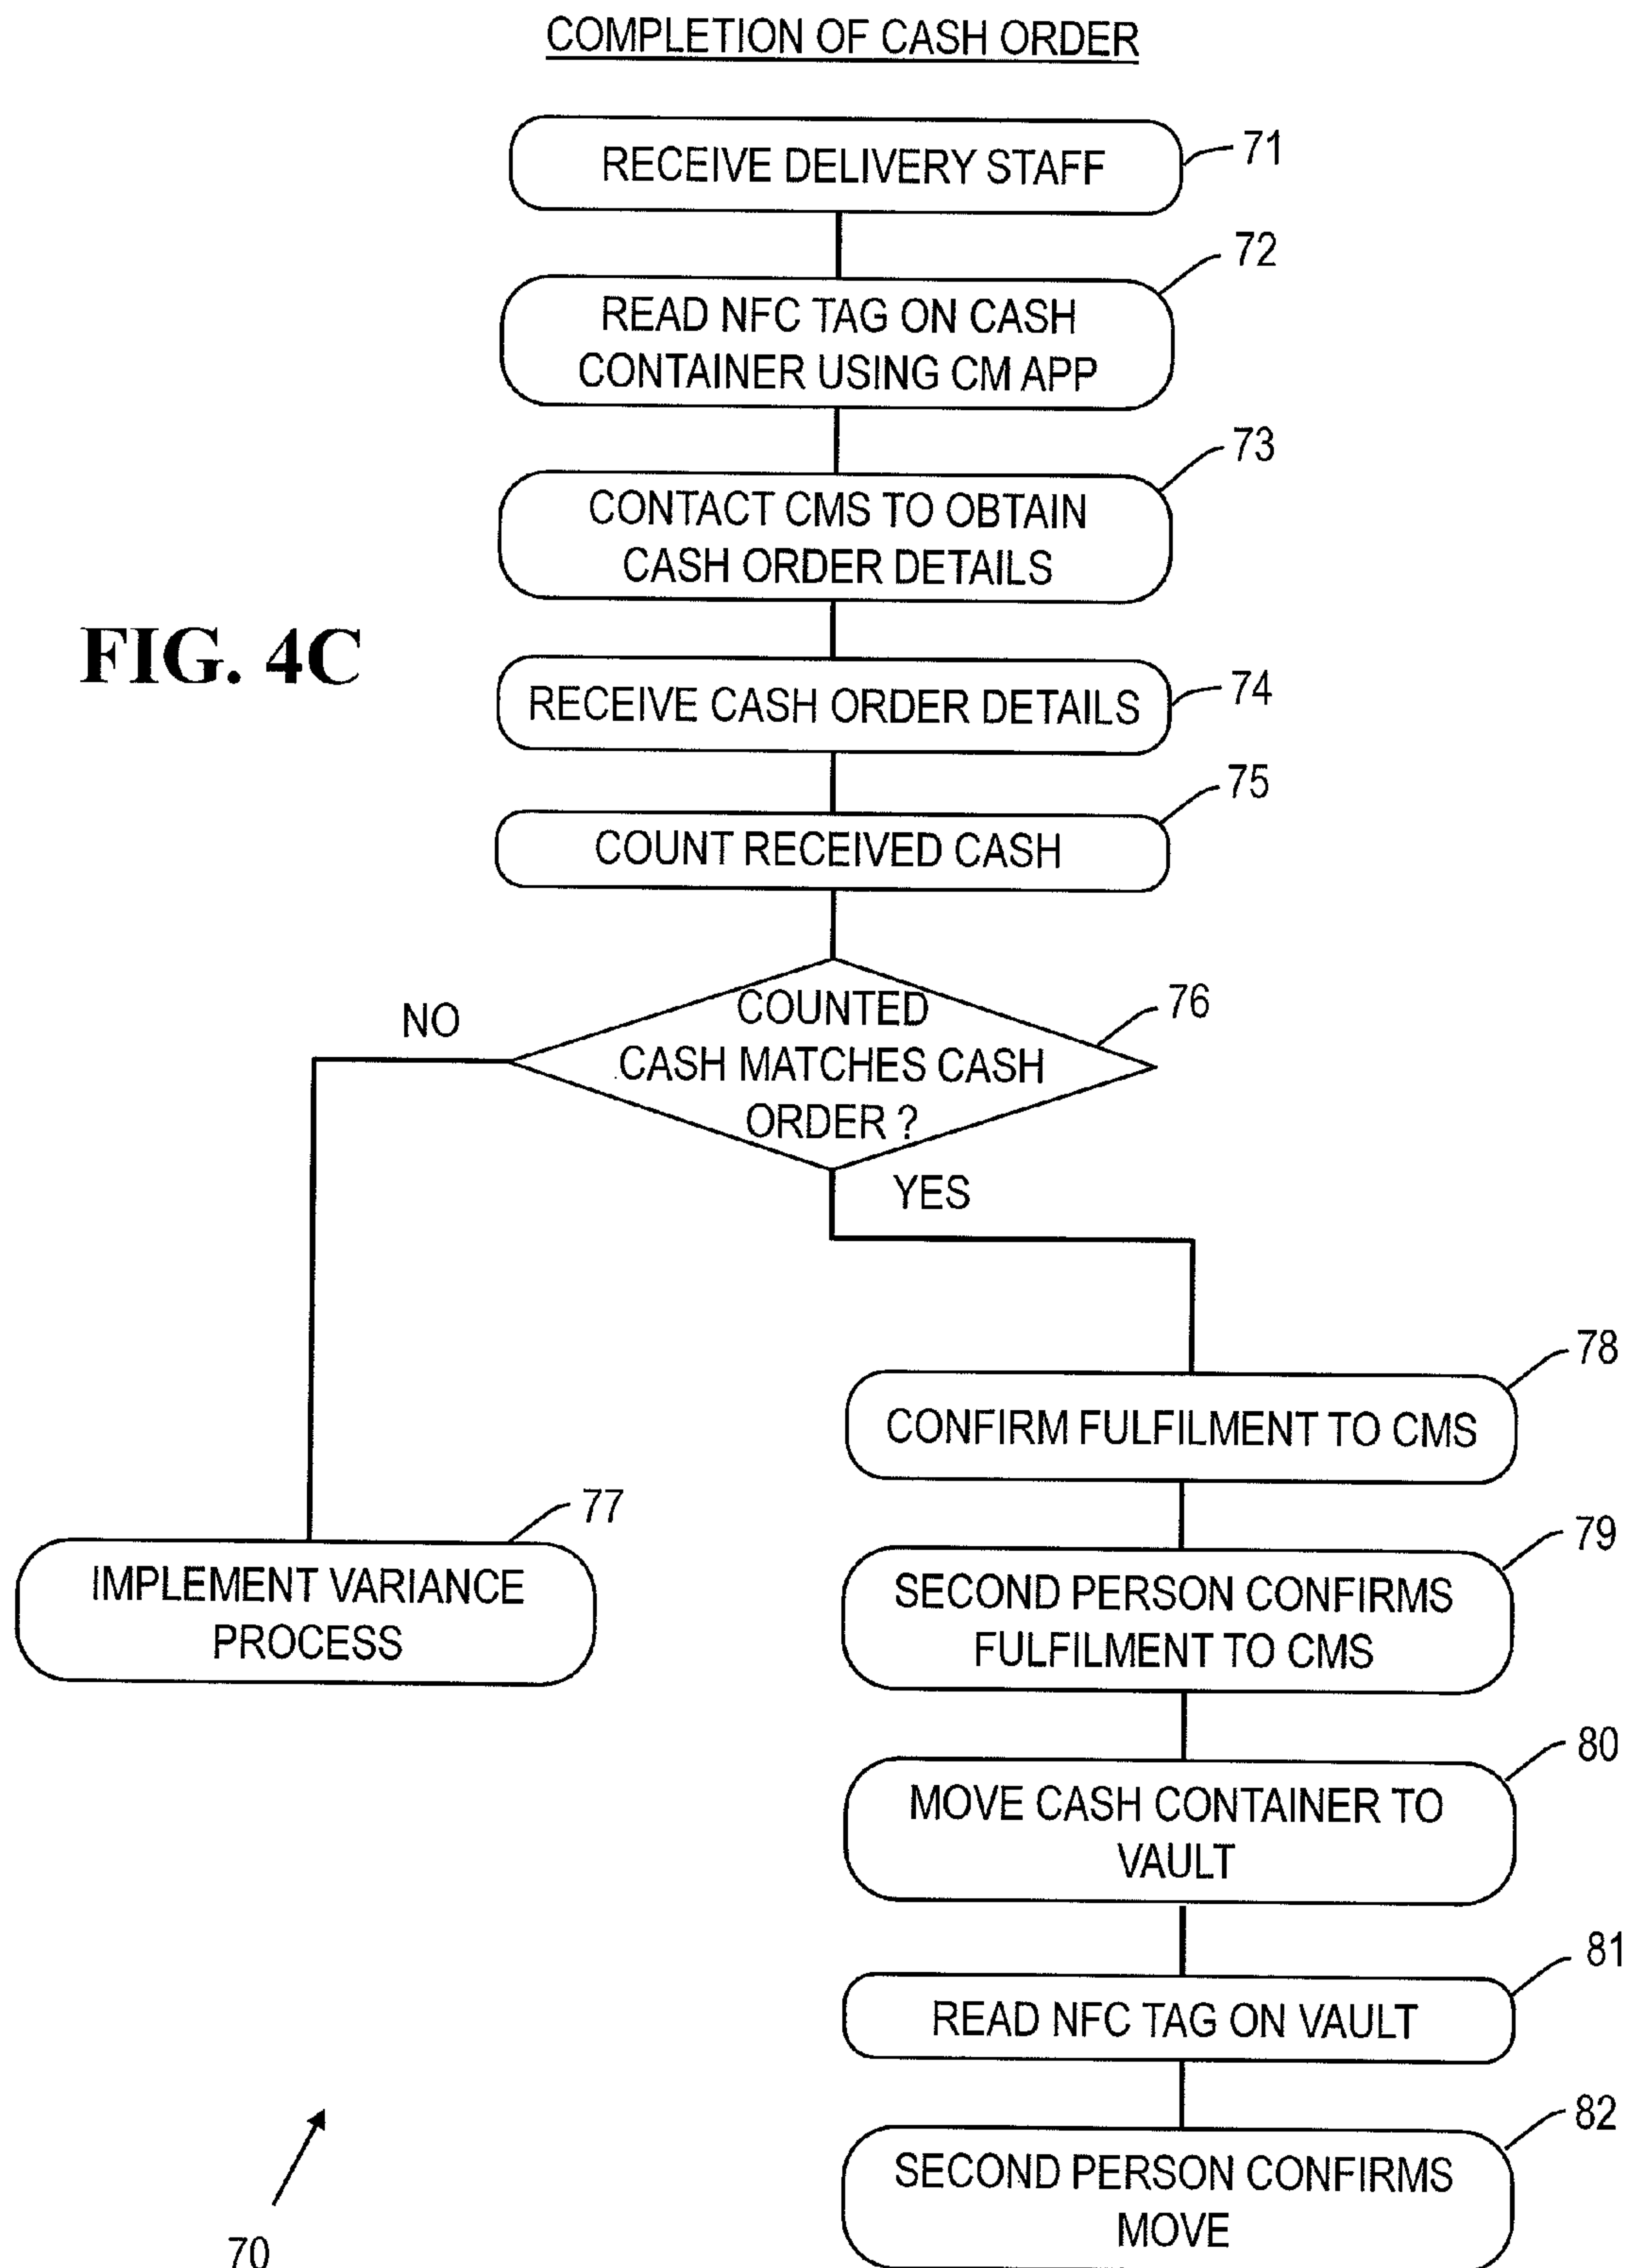 COMPLETION OF CASH ORDER
RECEIVE DELIVERY STAFF
71
READ NFC TAG ON CASH
CONTAINER USING CM APP
72
CONTACT CMS TO OBTAIN
CASH ORDER DETAILS
73
FIG. 4C
RECEIVE CASH ORDER DETAILS
74
COUNT RECEIVED CASH
75
COUNTED
CASH MATCHES CASH
ORDER ?
76
NO
YES
IMPLEMENT VARIANCE
PROCESS
77
CONFIRM FULFILMENT TO CMS
78
SECOND PERSON CONFIRMS
FULFILMENT TO CMS
79
MOVE CASH CONTAINER TO
VAULT
80
READ NFC TAG ON VAULT
81
SECOND PERSON CONFIRMS
MOVE
82
70